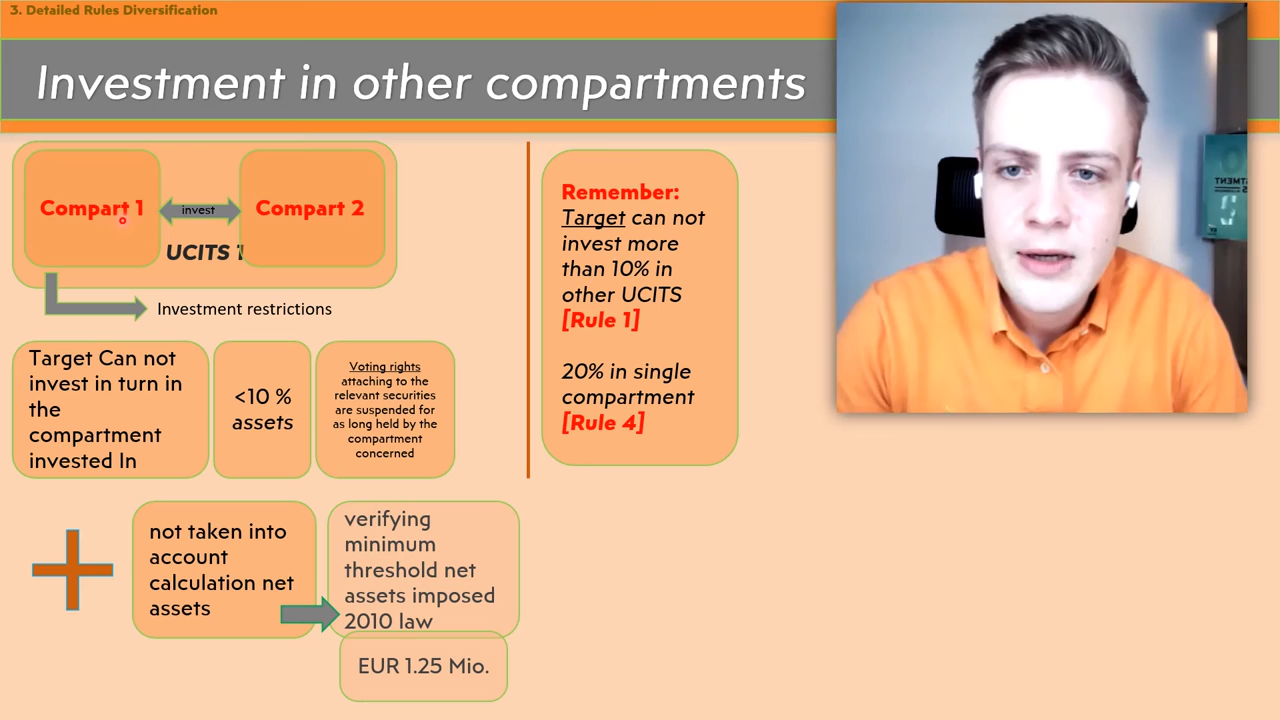 3. Detailed Rules Diversification
Investment in other compartments
Compart 1
invest
Compart 2
UCITS
Investment restrictions
Target Can not
invest in turn in
the
compartment
invested In
<10 %
assets
Voting rights
attaching to the
relevant securities
are suspended for
as long held by the
compartment
concerned
Remember:
Target can not
invest more
than 10% in
other UCITS
[Rule 1]
20% in single
compartment
[Rule 4]
not taken into
account
calculation net
assets
verifying
minimum
threshold net
assets imposed
2010 law
EUR 1.25 Mio.